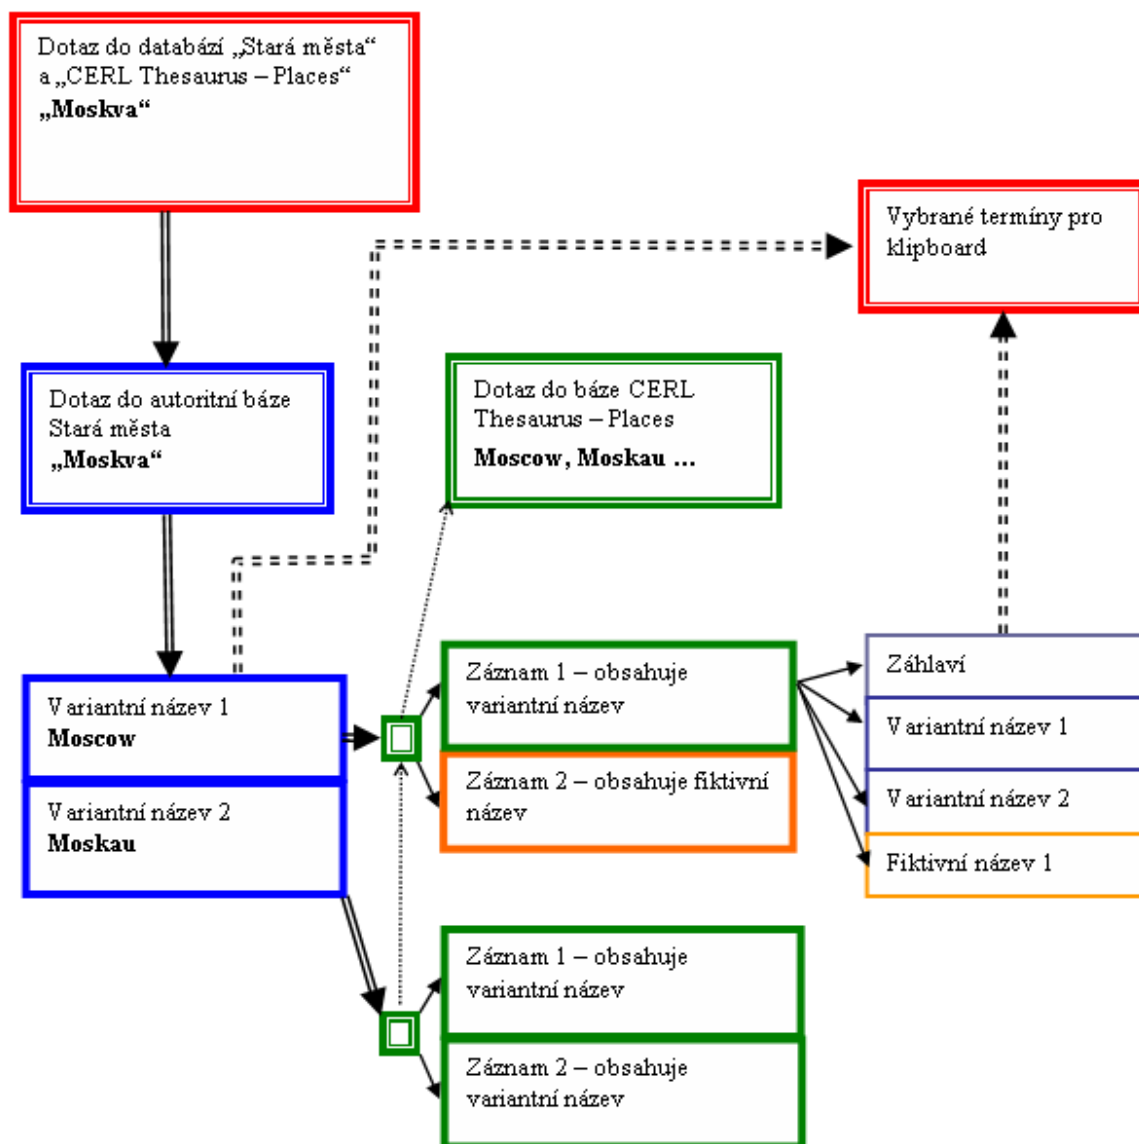 Dotaz do databází „Stará města“
a „CERL Thesaurus – Places“
„Moskva“
Vybrané termíny pro
klipboard
Dotaz do autoritní báze
Stará města
„Moskva“
Dotaz do báze CERL
Thesaurus – Places
Moscow, Moskau ...
Variantní název 1
Moscow
Variantní název 2
Moskau
Záznam 1 – obsahuje
variantní název
Záznam 2 – obsahuje fiktivní
název
Záhlaví
Variantní název 1
Variantní název 2
Fiktivní název 1
Záznam 1 – obsahuje
variantní název
Záznam 2 – obsahuje
variantní název